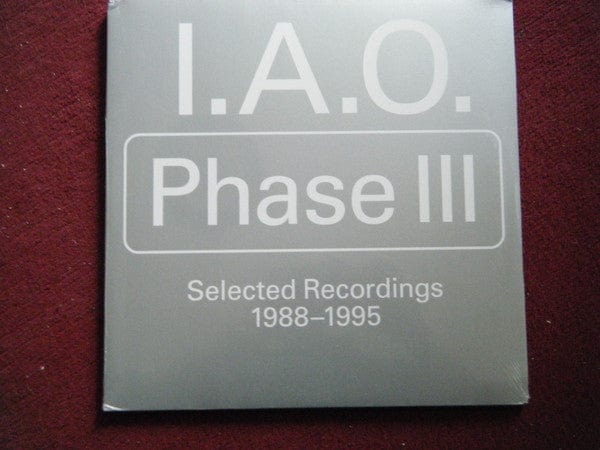 I.A.O.
Phase III
Selected Recordings
1988–1995